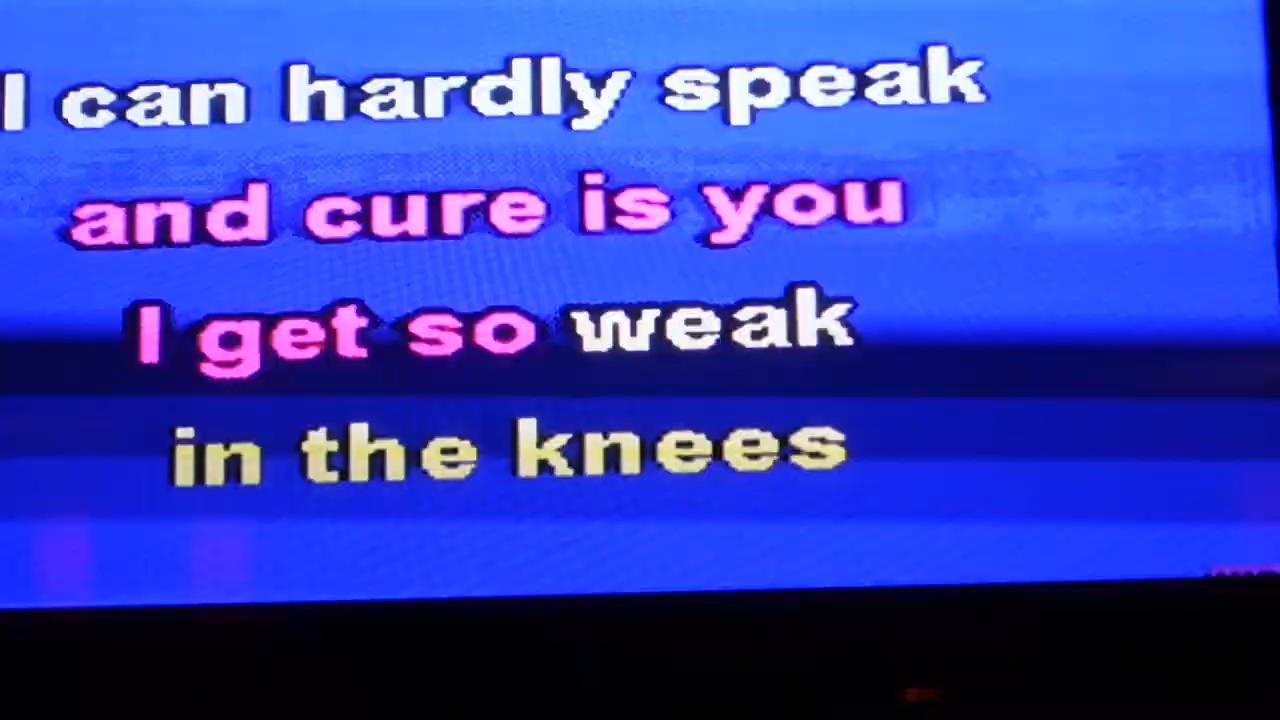 I can hardly speak
and cure is you
I get so weak
in the knees